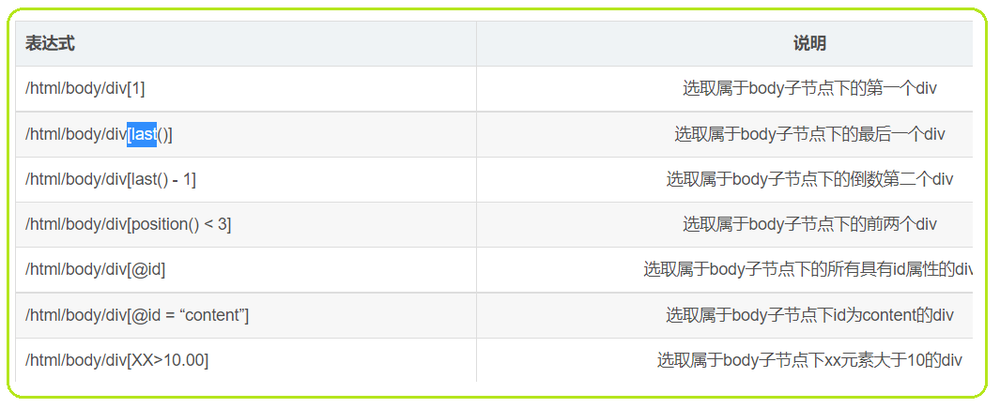 表达式 说明
/html/body/div[1] 选取属于body子节点下的第一个div
/html/body/div[last()] 选取属于body子节点下的最后一个div
/html/body/div[last() - 1] 选取属于body子节点下的倒数第二个div
/html/body/div[position() < 3] 选取属于body子节点下的前两个div
/html/body/div[@id] 选取属于body子节点下的所有具有id属性的div
/html/body/div[@id = “content”] 选取属于body子节点下id为content的div
/html/body/div[XX>10.00] 选取属于body子节点下xx元素大于10的div